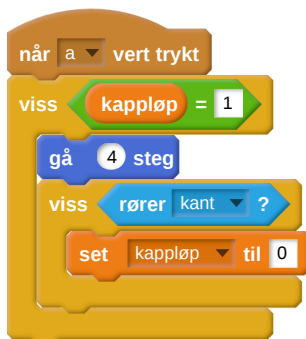 når a vert trykt
viss kappløp = 1
gå 4 steg
viss rører kant ?
set kappløp til 0